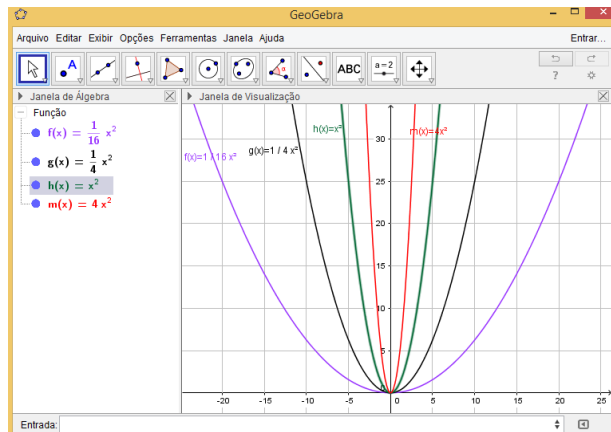 GeoGebra
Arquivo Editar Exibir Opções Ferramentas Janela Ajuda Entrar...
A ABC a=2 ?
Janela de Álgebra
Função
f(x) = 1/16 x²
g(x) = 1/4 x²
h(x) = x²
m(x) = 4 x²
Janela de Visualização
h(x)=x² m(x)=4x²
f(x)=1 / 16 x² g(x)=1 / 4 x²
30
25
20
15
10
5
0
-20 -15 -10 -5 0 5 10 15 20 25
Entrada: